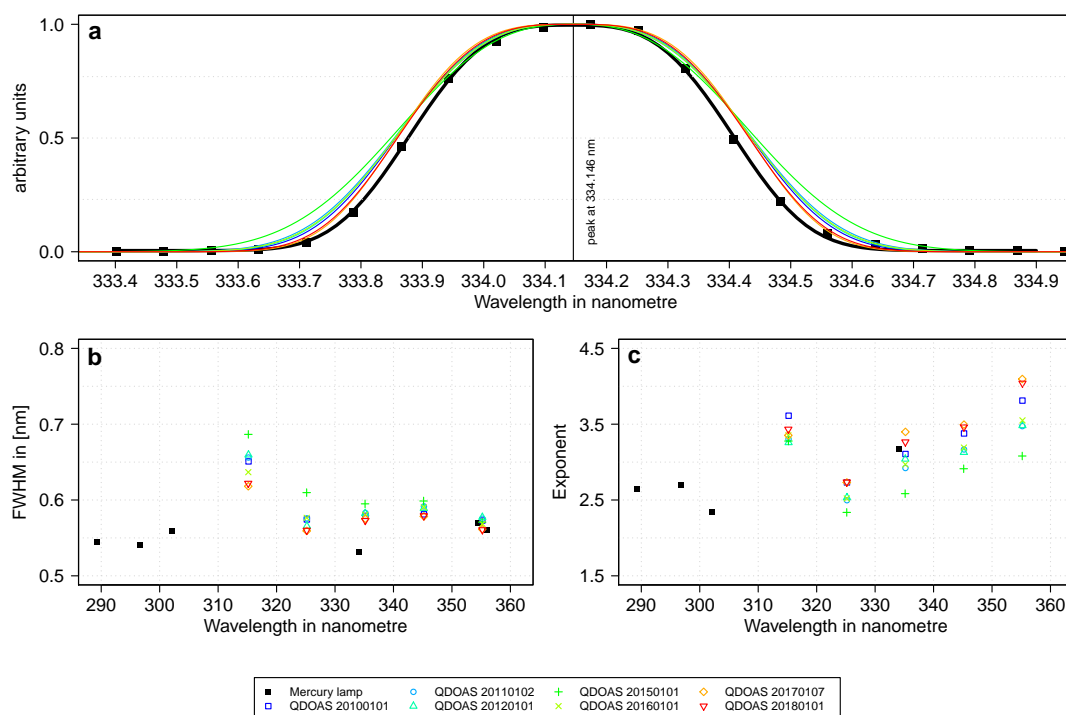 a
1.0
0.5
0.0
arbitrary units
peak at 334.146 nm
333.4 333.5 333.6 333.7 333.8 333.9 334.0 334.1 334.2 334.3 334.4 334.5 334.6 334.7 334.8 334.9
Wavelength in nanometre
b
0.8
0.7
0.6
0.5
FWHM in [nm]
290 300 310 320 330 340 350 360
Wavelength in nanometre
c
4.5
3.5
2.5
1.5
Exponent
290 300 310 320 330 340 350 360
Wavelength in nanometre
Mercury lamp QDOAS 20110102 QDOAS 20150101 QDOAS 20170107
QDOAS 20100101 QDOAS 20120101 QDOAS 20160101 QDOAS 20180101